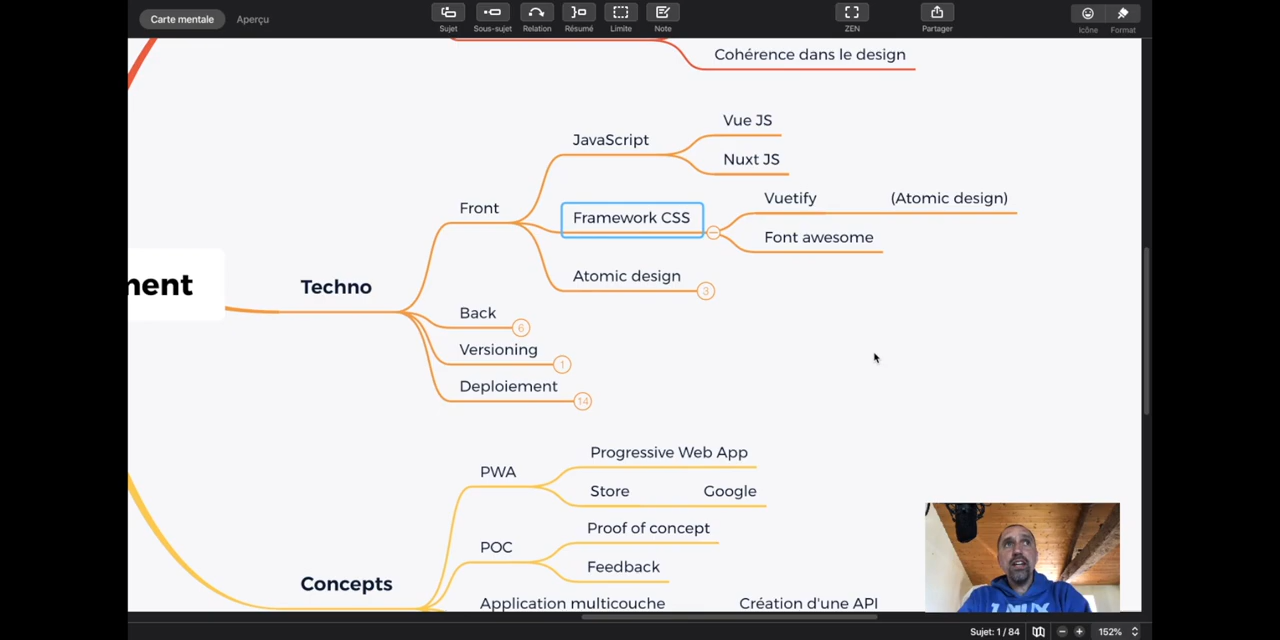 Carte mentale
Aperçu
Sujet
Sous-sujet
Relation
Résumé
Limite
Note
ZEN
Partager
Icône
Format
Cohérence dans le design
Vue JS
JavaScript
Nuxt JS
Vuetify
(Atomic design)
Front
Framework CSS
Font awesome
Atomic design
3
ment
Techno
Back
6
Versioning
1
Deploiement
14
Progressive Web App
PWA
Store
Google
Proof of concept
POC
Feedback
Concepts
Application multicouche
Création d'une API
Sujet: 1 / 84
152%